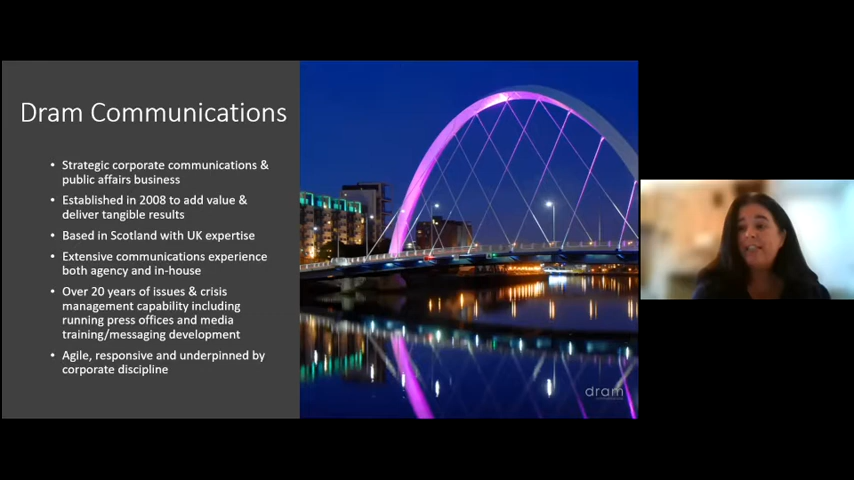 Dram Communications
• Strategic corporate communications &
public affairs business
• Established in 2008 to add value &
deliver tangible results
• Based in Scotland with UK expertise
• Extensive communications experience
both agency and in-house
• Over 20 years of issues & crisis
management capability including
running press offices and media
training/messaging development
• Agile, responsive and underpinned by
corporate discipline
dram